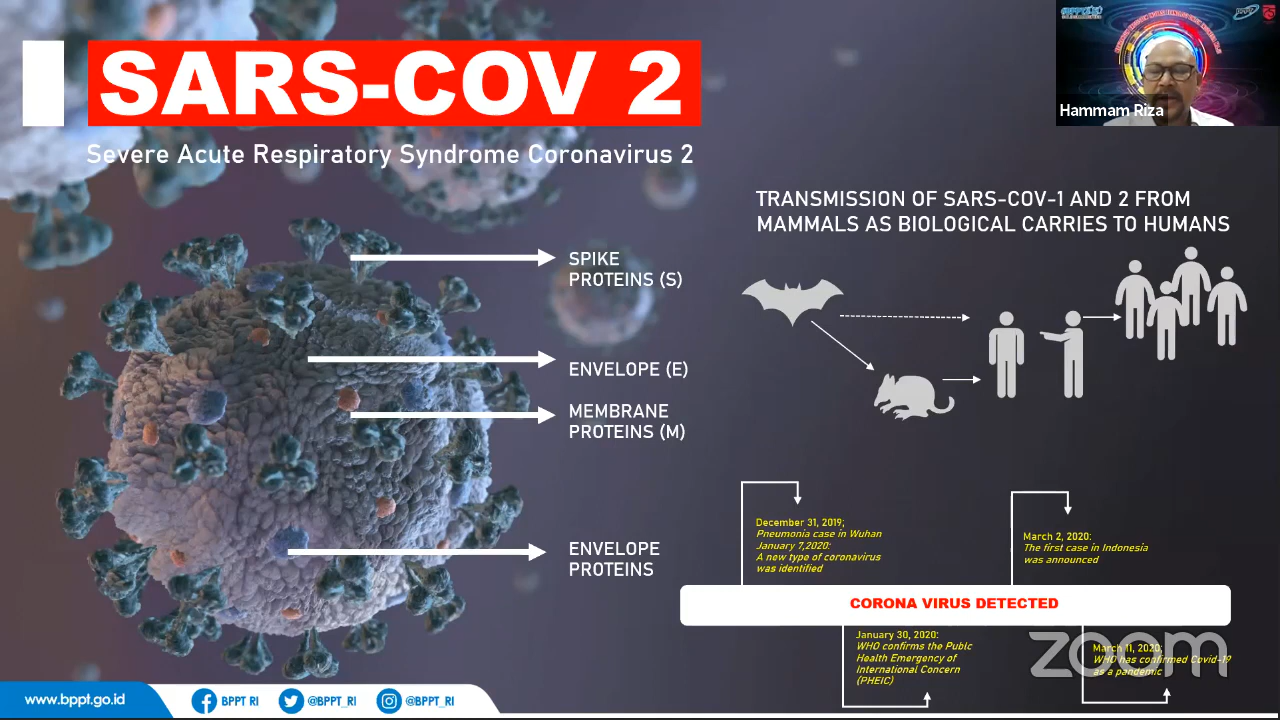 SARS-COV 2
Severe Acute Respiratory Syndrome Coronavirus 2
Hammam Riza
SPIKE
PROTEINS (S)
ENVELOPE (E)
MEMBRANE
PROTEINS (M)
ENVELOPE
PROTEINS
TRANSMISSION OF SARS-COV-1 AND 2 FROM
MAMMALS AS BIOLOGICAL CARRIES TO HUMANS
December 31, 2019;
Pneumonia case in Wuhan
January 7,2020:
A new type of coronavirus
was identified
March 2, 2020:
The first case in Indonesia
was announced
CORONA VIRUS DETECTED
January 30, 2020:
WHO confirms the Publc
Health Emergency of
International Concern
(PHEIC)
March 11, 2020;
WHO has confirmed Covid-19
as a pandemic
zoom
www.bppt.go.id
BPPT RI
@BPPT_RI
@BPPT_RI